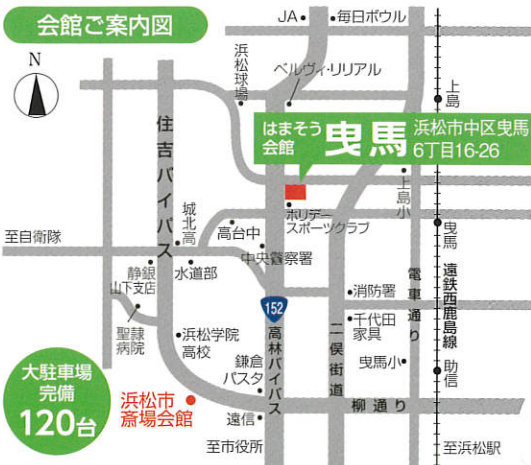 会館ご案内図
N
JA
毎日ボウル
浜松球場
ベルヴィ・リリアル
上島
はまそう
会館
曳馬
浜松市中区曳馬
6丁目16-26
住吉バイパス
上島小
ホリデー
スポーツクラブ
城北高
高台中
曳馬
至自衛隊
中央警察署
静銀
山下支店
水道部
遠鉄西鹿島線
電車通り
消防署
152
千代田
家具
聖隷
病院
浜松学院
高校
高林バイパス
二俣街道
曳馬小
助信
鎌倉
パスタ
大駐車場
完備
120台
浜松市
斎場会館
柳通り
遠信
至市役所
至浜松駅